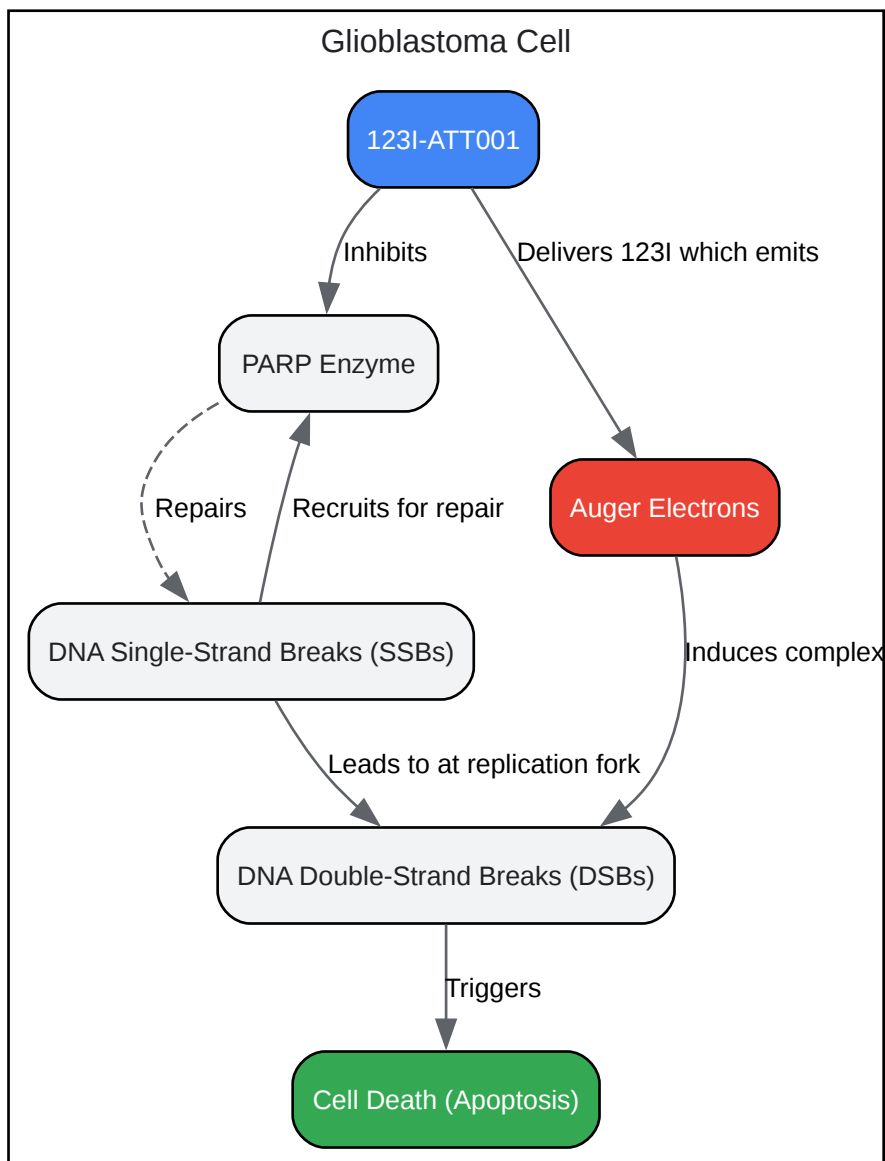 Glioblastoma Cell
123I-ATT001
Inhibits
Delivers 123I which emits
PARP Enzyme
Auger Electrons
Repairs
Recruits for repair
DNA Single-Strand Breaks (SSBs)
Induces complex
Leads to at replication fork
DNA Double-Strand Breaks (DSBs)
Triggers
Cell Death (Apoptosis)